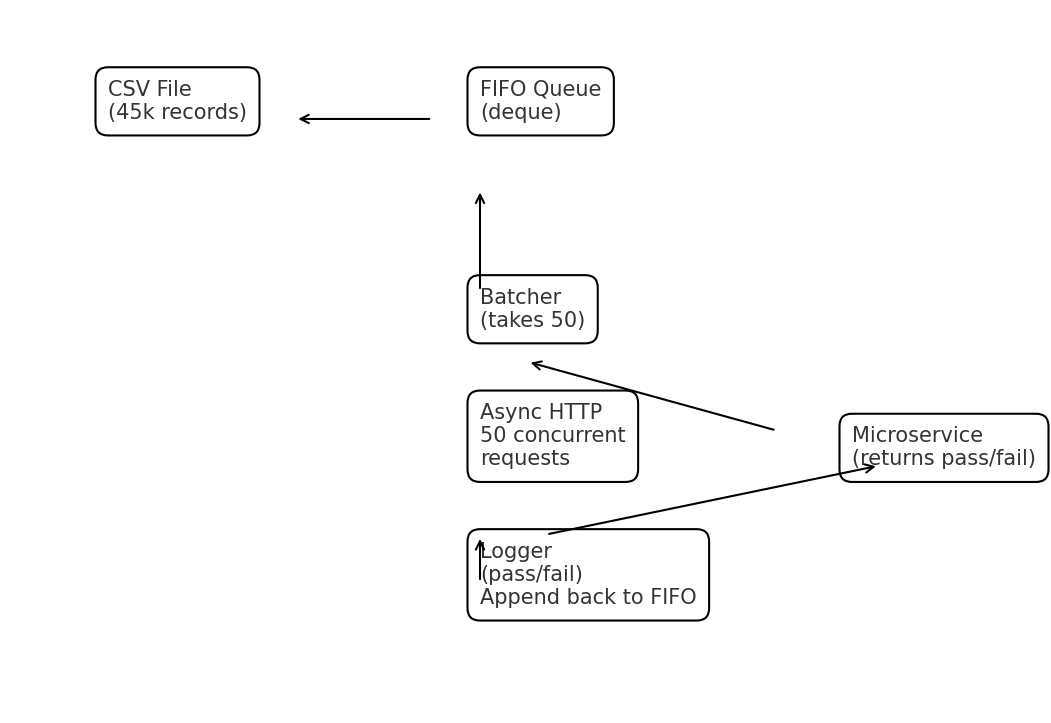 CSV File
(45k records)
FIFO Queue
(deque)
Batcher
(takes 50)
Async HTTP
50 concurrent
requests
Microservice
(returns pass/fail)
Logger
(pass/fail)
Append back to FIFO